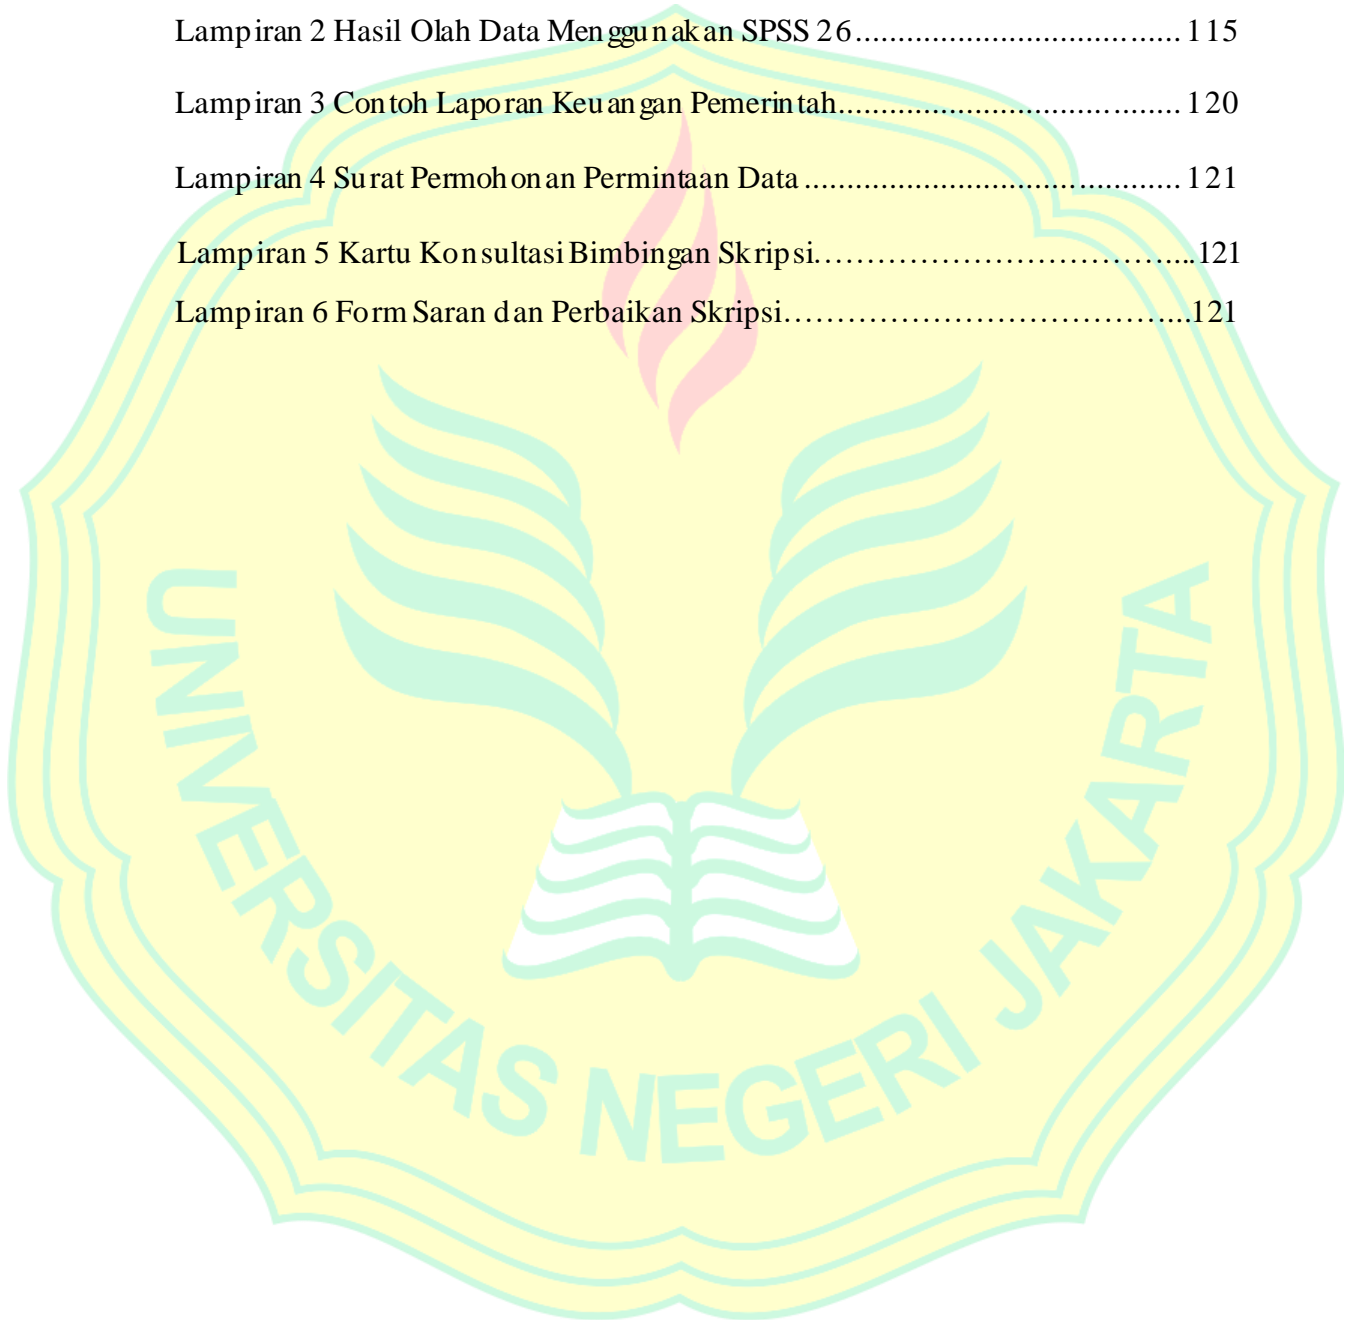 Lampiran 2 Hasil Olah Data Menggunakan SPSS 26...................................... 115
Lampiran 3 Contoh Laporan Keuangan Pemerintah........................................ 120
Lampiran 4 Surat Permohonan Permintaan Data ............................................ 121
Lampiran 5 Kartu Konsultasi Bimbingan Skripsi.……………………………....121
Lampiran 6 Form Saran dan Perbaikan Skripsi…………………………………....121
UNIVERSITAS NEGERI JAKARTA